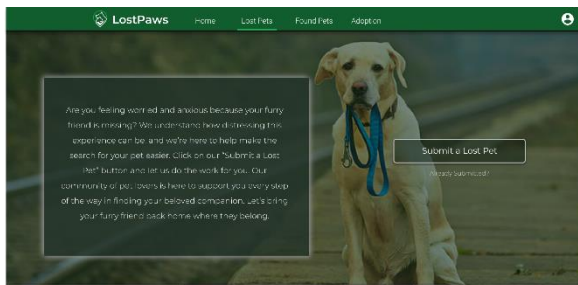 LostPaws
Home Lost Pets Found Pets Adoption
Are you feeling worried and anxious because your furry
friend is missing? We understand how distressing this
experience can be, and we're here to help make the
search for your pet easier. Click on our "Submit a Lost
Pet" button and let us do the work for you. Our
community of pet lovers is here to support you every step
of the way in finding your beloved companion. Let's bring
your furry friend back home where they belong.
Submit a Lost Pet
Already Submitted?